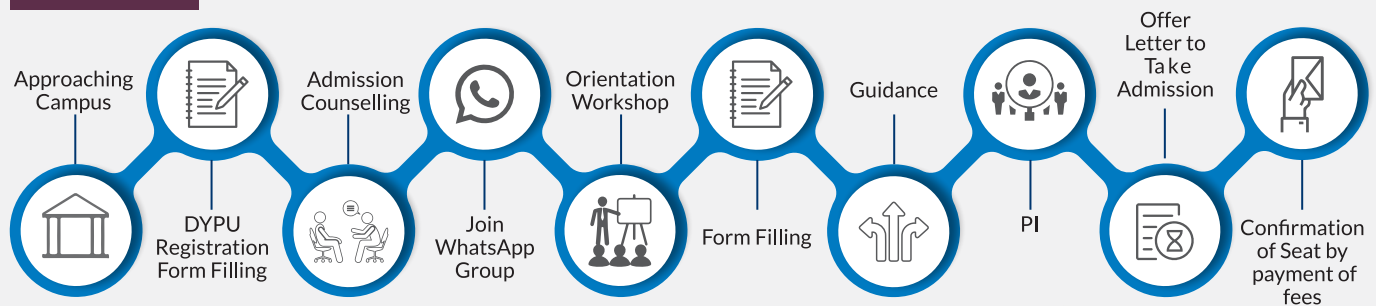 Approaching
Campus
DYPU
Registration
Form Filling
Admission
Counselling
Join
WhatsApp
Group
Orientation
Workshop
Form Filling
Guidance
PI
Offer
Letter to
Take
Admission
Confirmation
of Seat by
payment of
fees